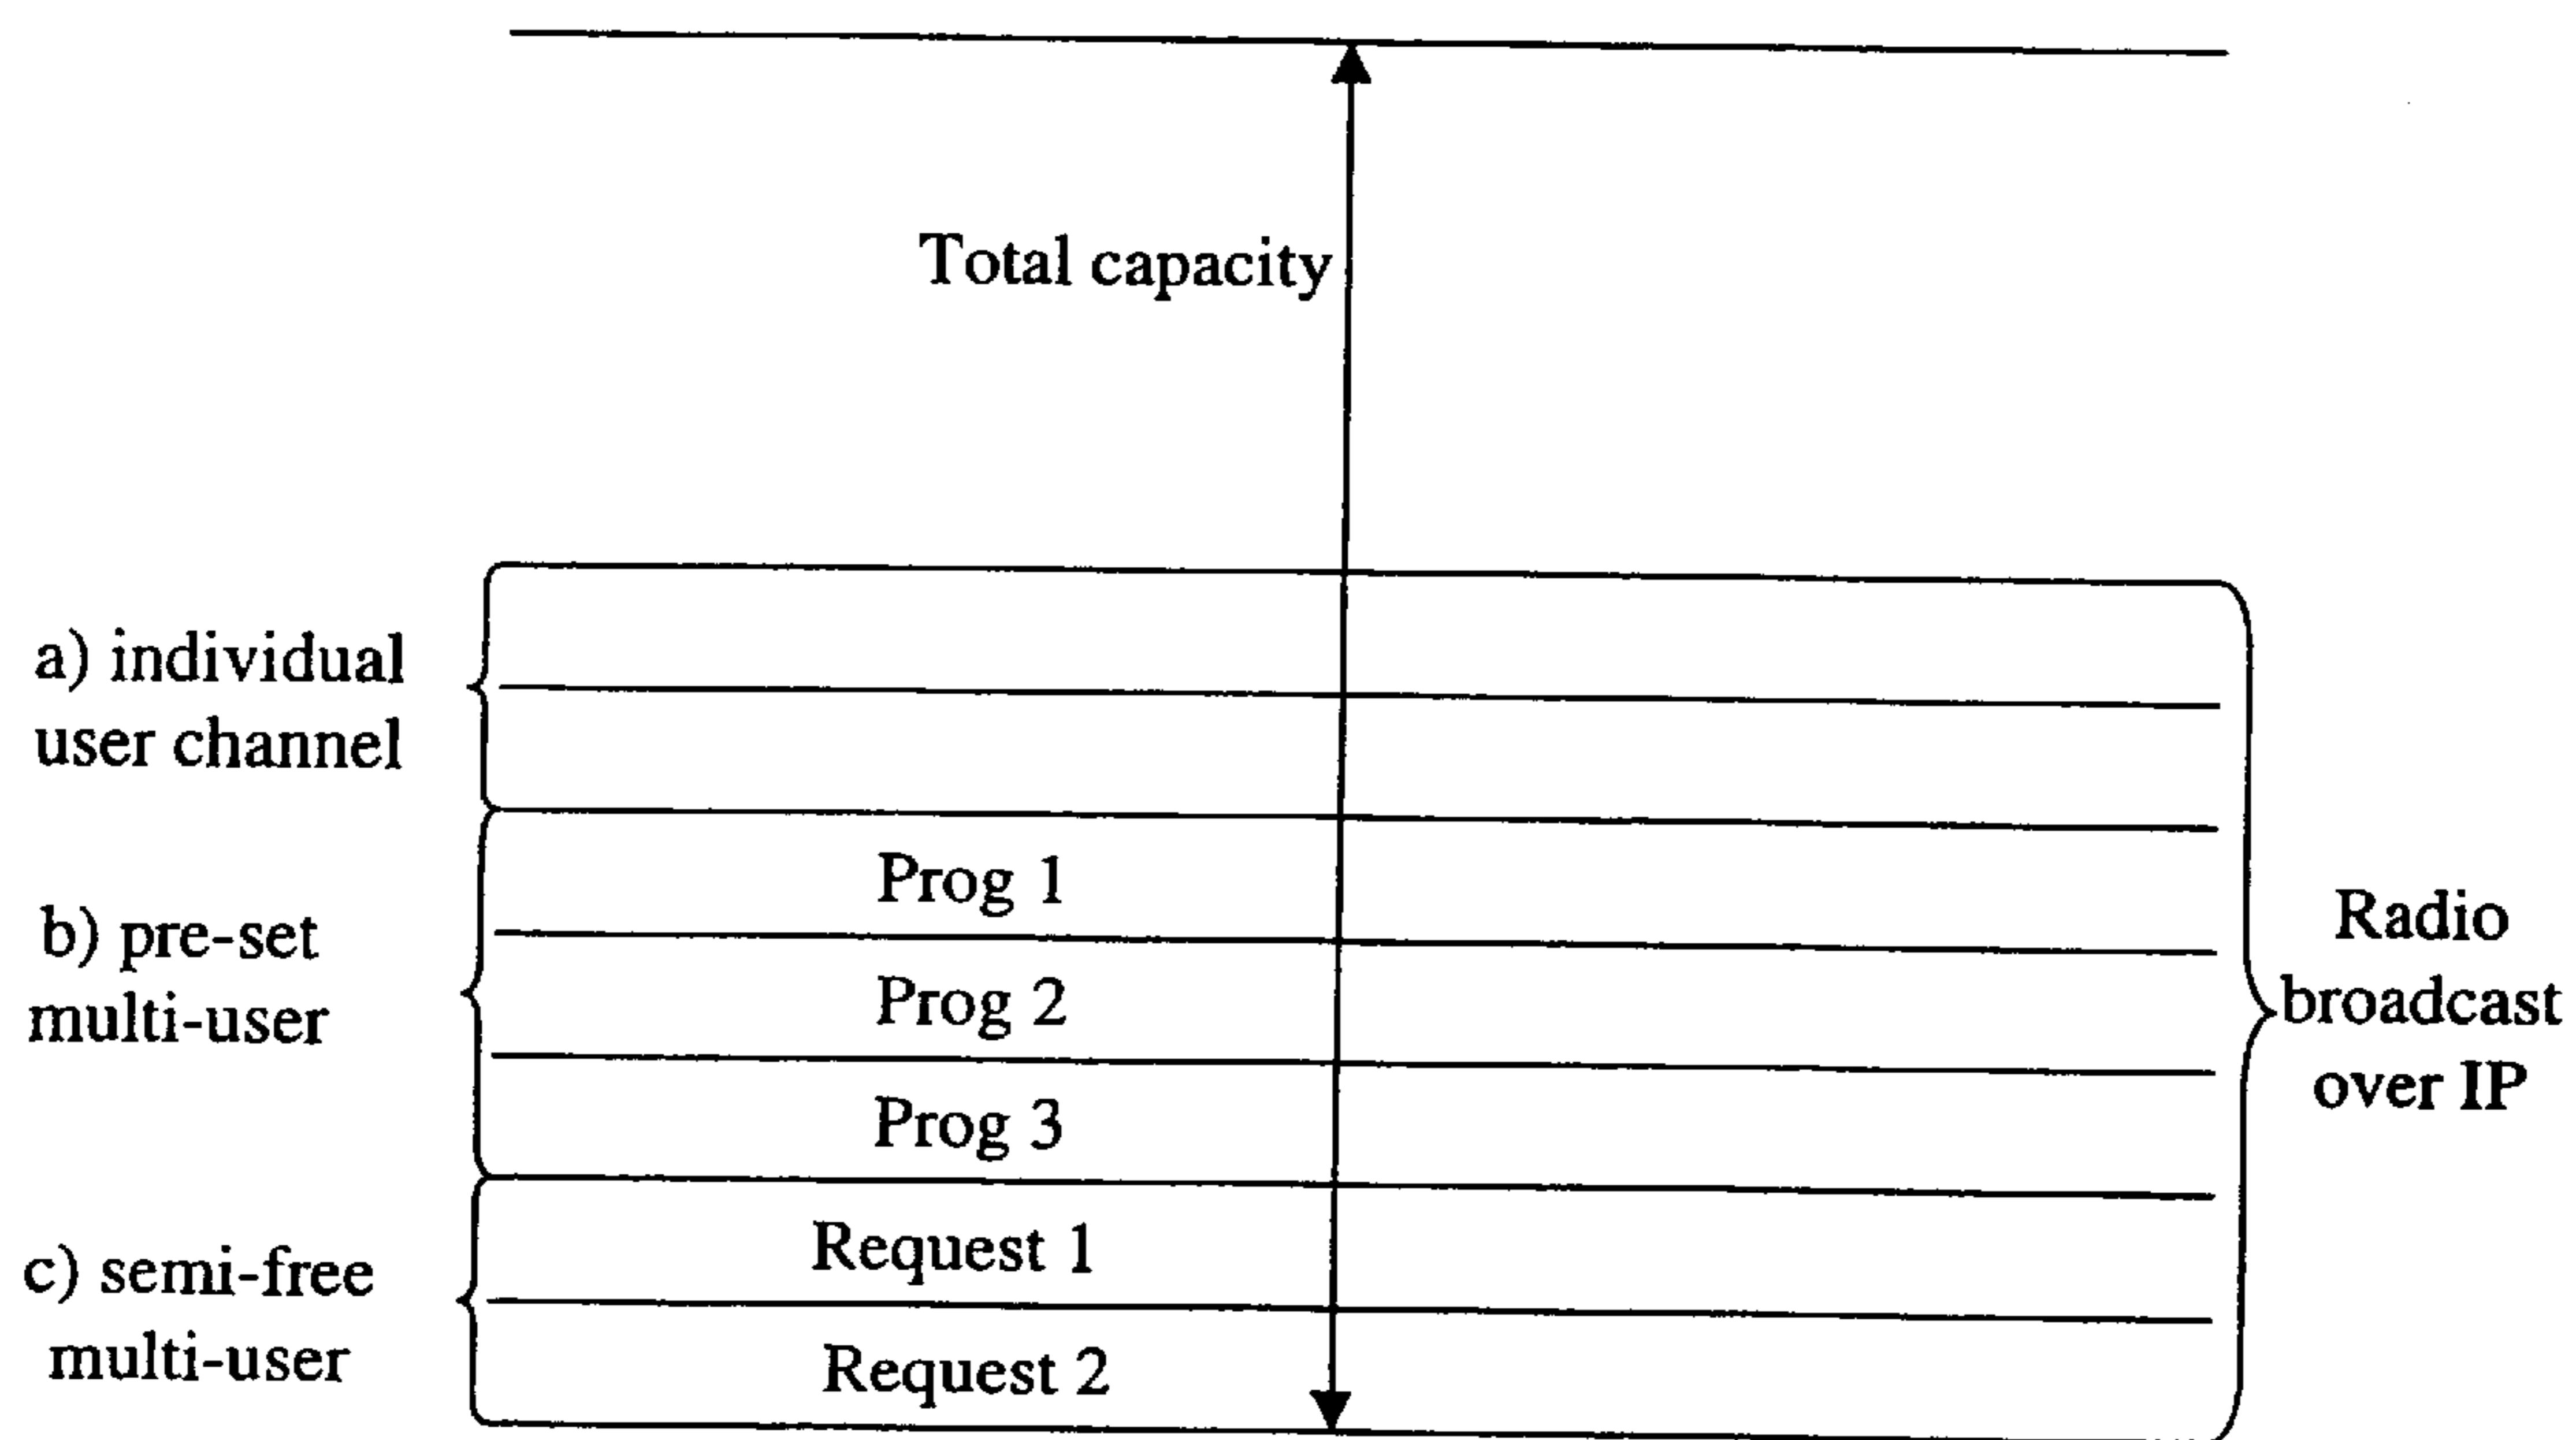 Total capacity
a) individual
user channel
b) pre-set
multi-user
c) semi-free
multi-user
Prog 1
Prog 2
Prog 3
Request 1
Request 2
Radio
broadcast
over IP